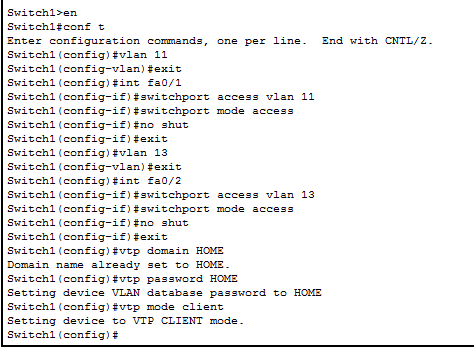 Switch1>en
Switch1#conf t
Enter configuration commands, one per line.  End with CNTL/Z.
Switch1(config)#vlan 11
Switch1(config-vlan)#exit
Switch1(config)#int fa0/1
Switch1(config-if)#switchport access vlan 11
Switch1(config-if)#switchport mode access
Switch1(config-if)#no shut
Switch1(config-if)#exit
Switch1(config)#vlan 13
Switch1(config-vlan)#exit
Switch1(config)#int fa0/2
Switch1(config-if)#switchport access vlan 13
Switch1(config-if)#switchport mode access
Switch1(config-if)#no shut
Switch1(config-if)#exit
Switch1(config)#vtp domain HOME
Domain name already set to HOME.
Switch1(config)#vtp password HOME
Setting device VLAN database password to HOME
Switch1(config)#vtp mode client
Setting device to VTP CLIENT mode.
Switch1(config)#